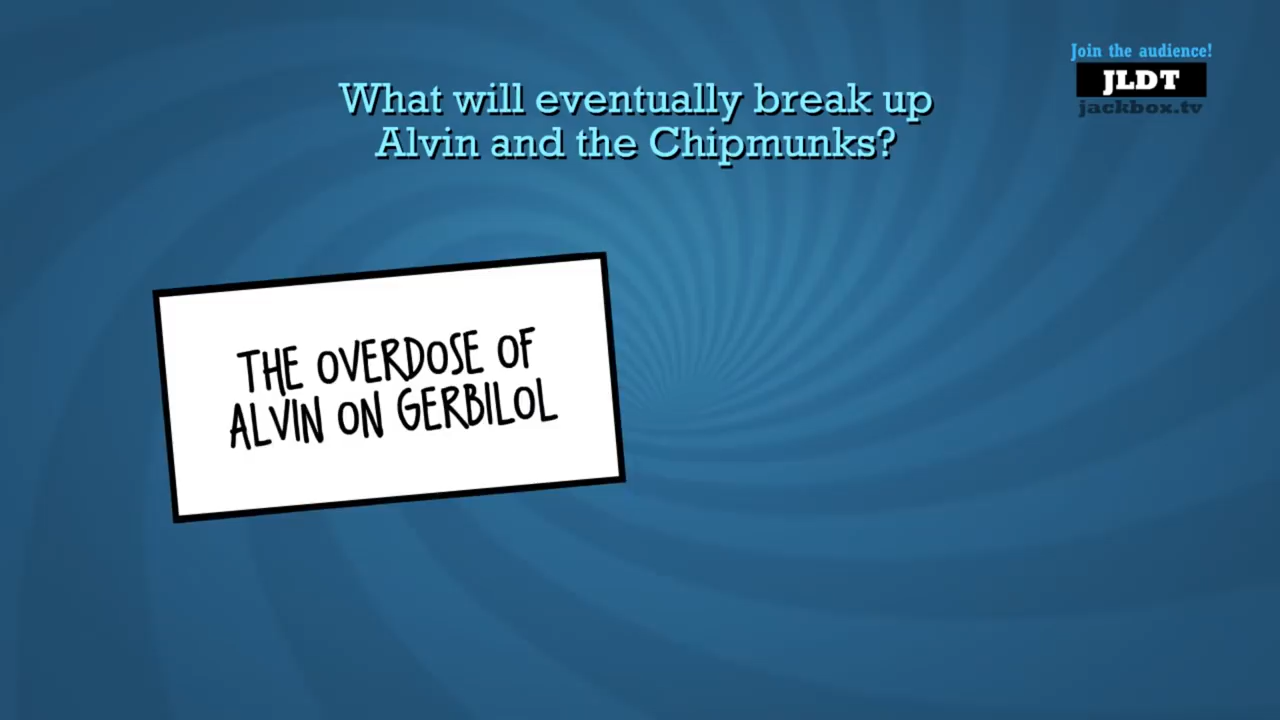 Join the audience!
JLDT
jackbox.tv
What will eventually break up
Alvin and the Chipmunks?
THE OVERDOSE OF
ALVIN ON GERBILOL